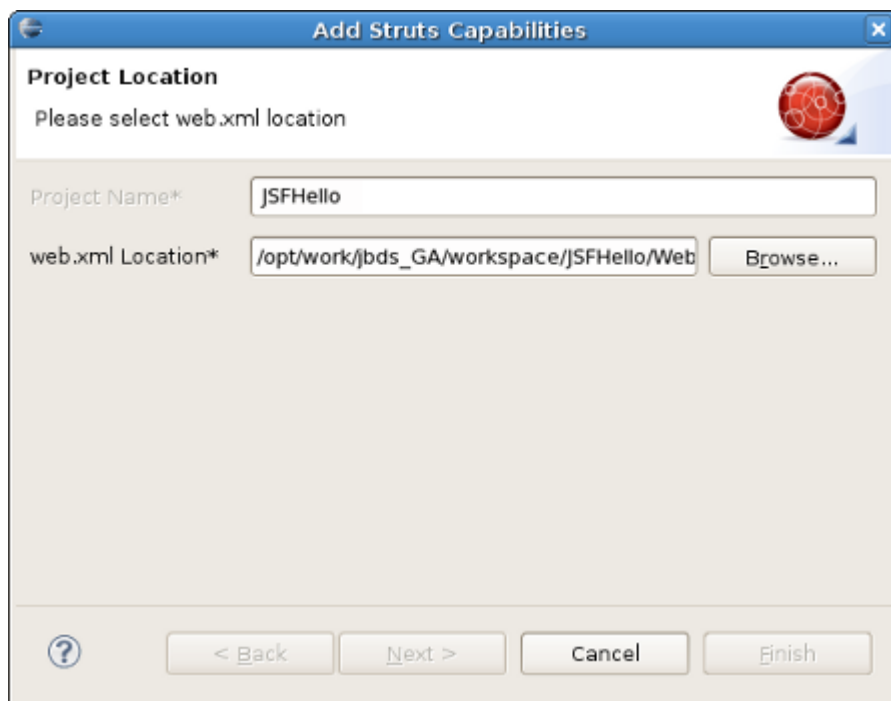 Add Struts Capabilities
Project Location
Please select web.xml location
Project Name* JSFHello
web.xml Location* /opt/work/jbds_GA/workspace/JSFHello/Web Browse...
? < Back Next > Cancel Finish